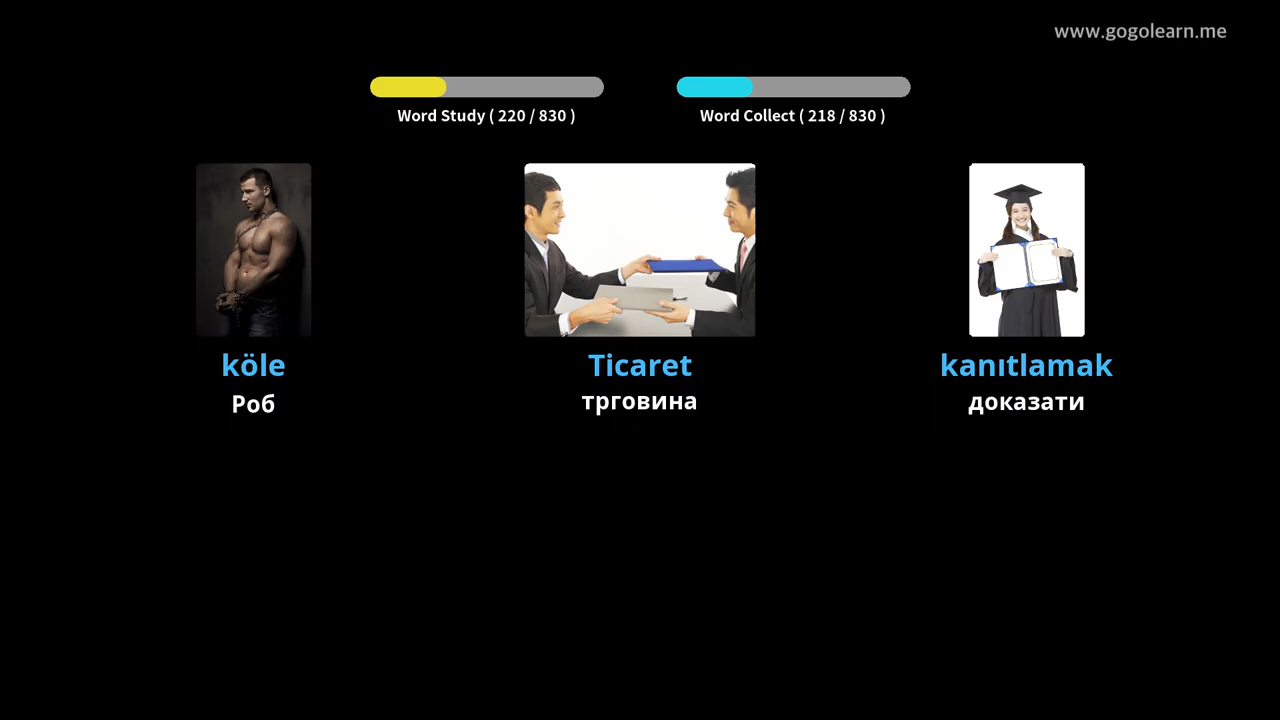 www.gogolearn.me
Word Study ( 220 / 830 )
Word Collect ( 218 / 830 )
köle
Ticaret
kanıtlamak
Роб
трговина
доказати